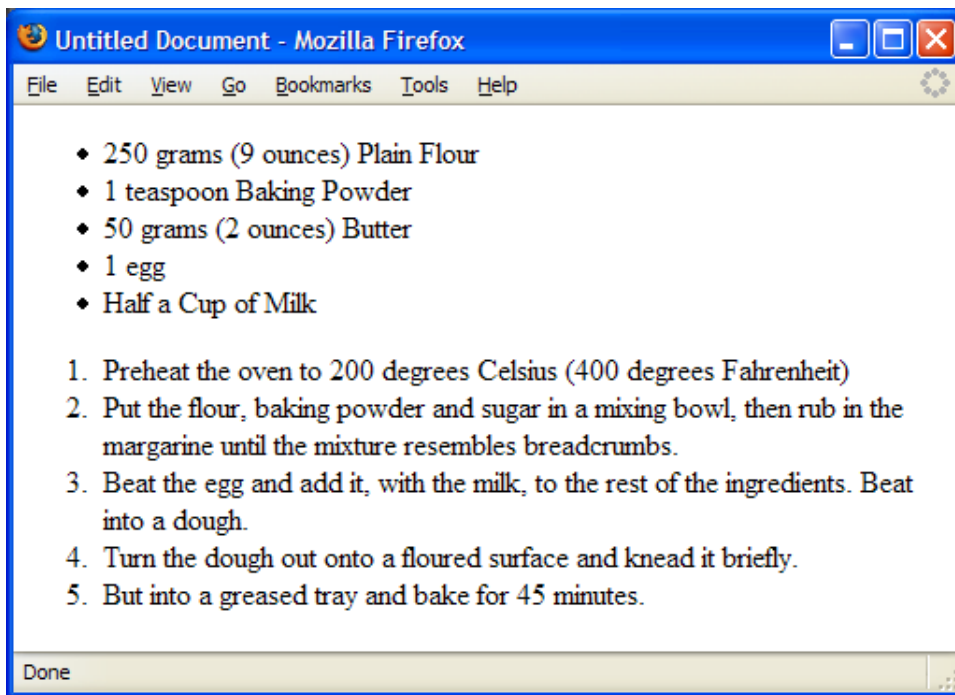 Untitled Document - Mozilla Firefox
File Edit View Go Bookmarks Tools Help
• 250 grams (9 ounces) Plain Flour
• 1 teaspoon Baking Powder
• 50 grams (2 ounces) Butter
• 1 egg
• Half a Cup of Milk
1. Preheat the oven to 200 degrees Celsius (400 degrees Fahrenheit)
2. Put the flour, baking powder and sugar in a mixing bowl, then rub in the
margarine until the mixture resembles breadcrumbs.
3. Beat the egg and add it, with the milk, to the rest of the ingredients. Beat
into a dough.
4. Turn the dough out onto a floured surface and knead it briefly.
5. But into a greased tray and bake for 45 minutes.
Done